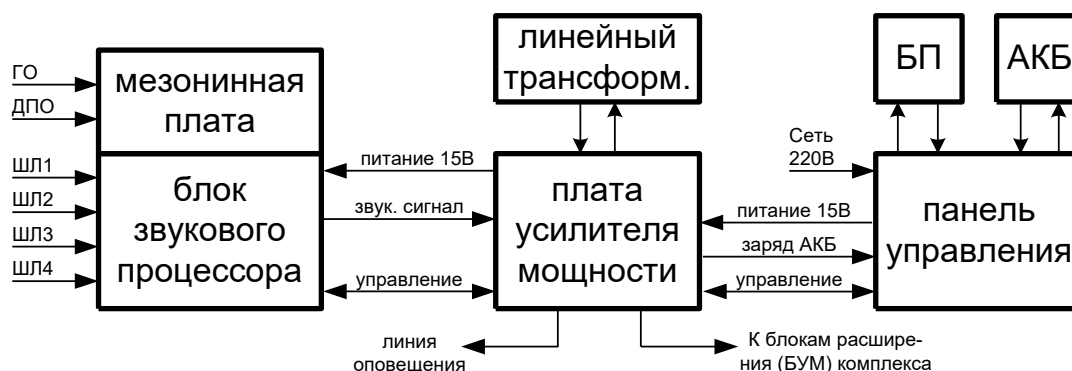 ГО
ДПО
мезонинная
плата
ШЛ1
ШЛ2
ШЛ3
ШЛ4
блок
звукового
процессора
питание 15В
звук. сигнал
управление
линейный
трансформ.
плата
усилителя
мощности
линия
оповещения
К блокам расшире-
ния (БУМ) комплекса
БП
АКБ
Сеть
220В
питание 15В
заряд АКБ
управление
панель
управления